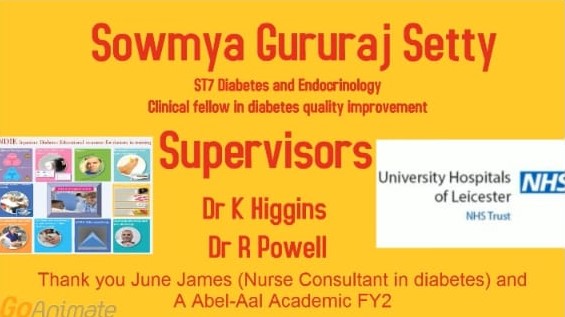 Sowmya Gururaj Setty
ST7 Diabetes and Endocrinology
Clinical fellow in diabetes quality improvement
Supervisors
University Hospitals
of Leicester
NHS
NHS Trust
Dr K Higgins
Dr R Powell
Thank you June James (Nurse Consultant in diabetes) and
A Abel-Aal Academic FY2
GoAnimate